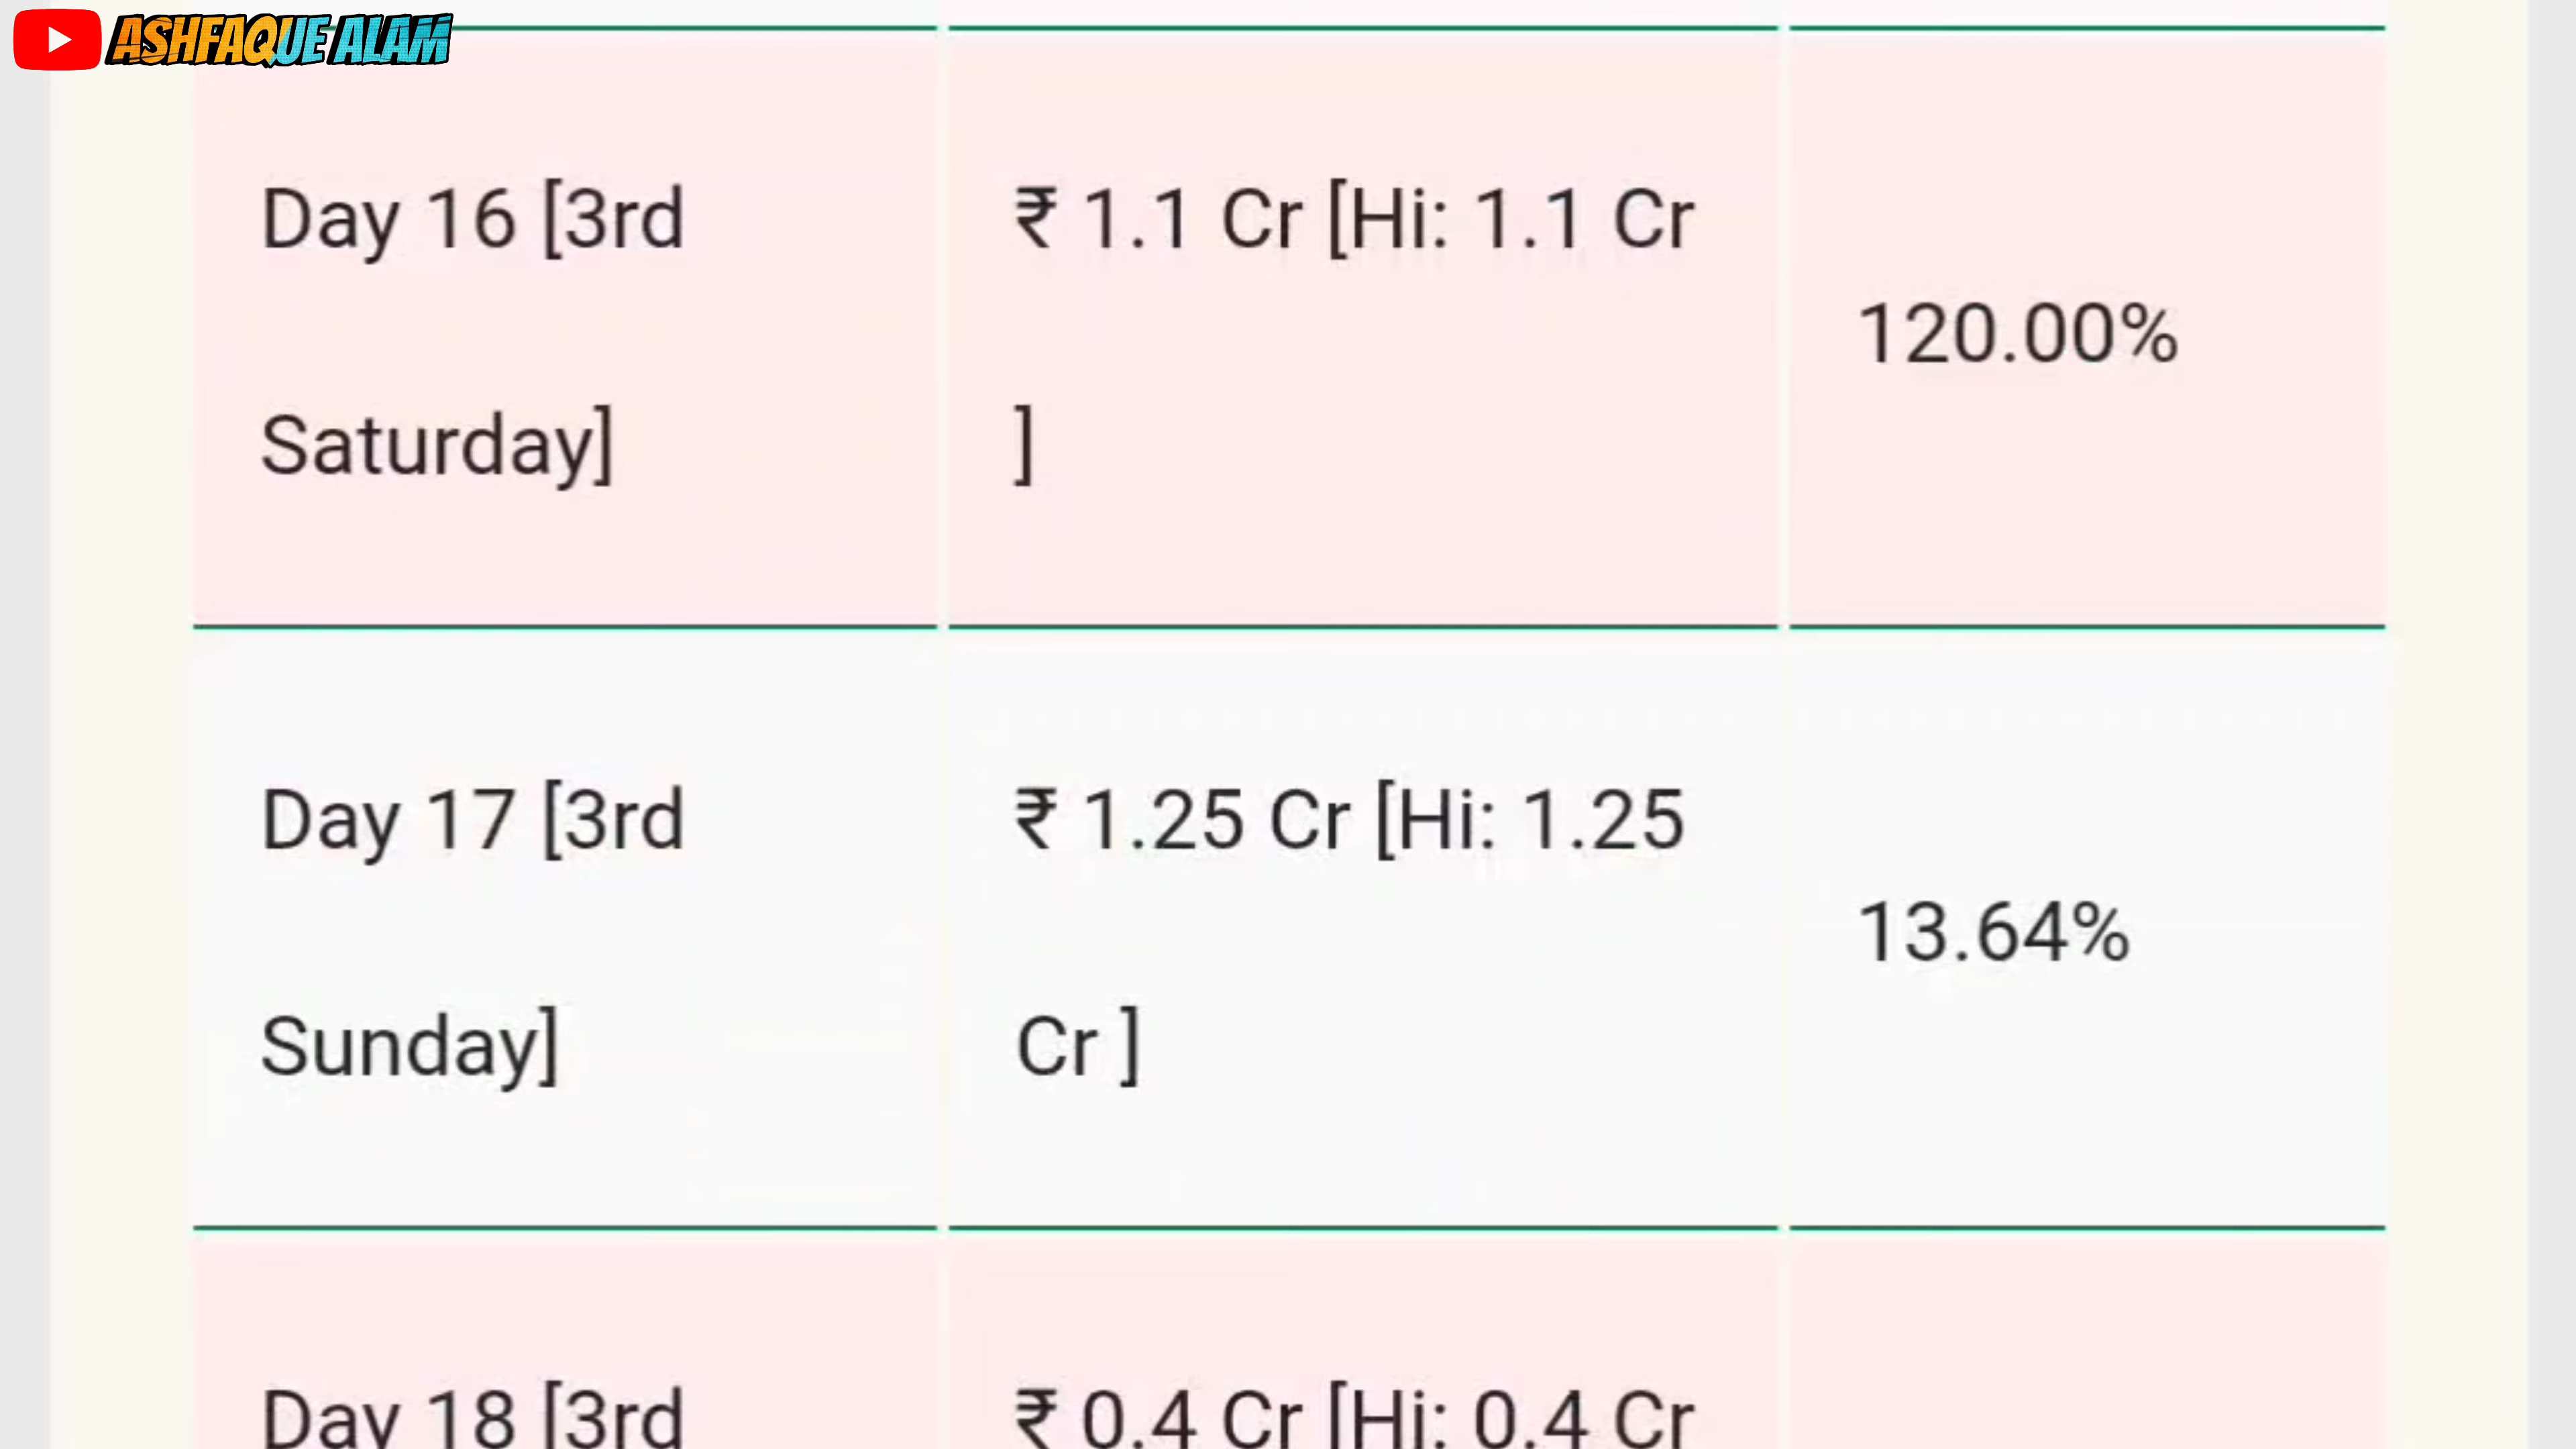 ASHFAQUE ALAM
Day 16 [3rd
Saturday]
₹ 1.1 Cr [Hi: 1.1 Cr
]
120.00%
Day 17 [3rd
Sunday]
₹ 1.25 Cr [Hi: 1.25
Cr ]
13.64%
Day 18 [3rd
₹ 0.4 Cr [Hi: 0.4 Cr